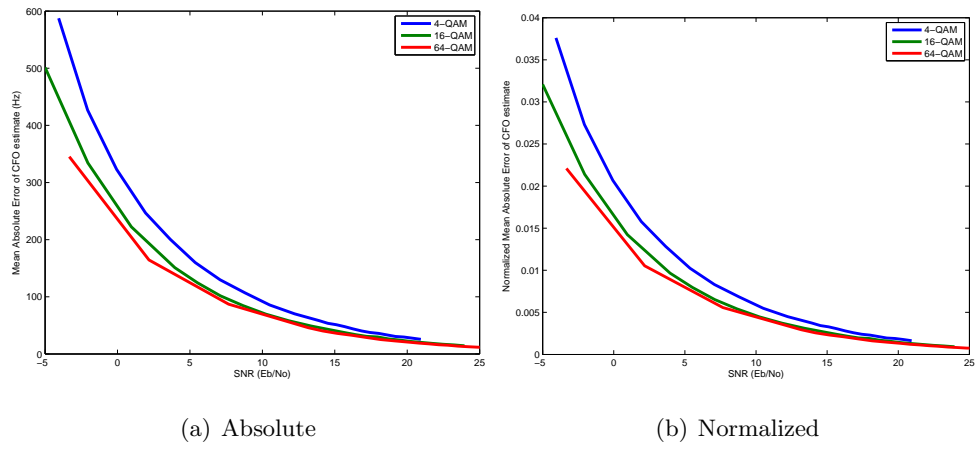 600
500
400
300
200
100
0
−5
0
5
10
15
20
25
Mean Absolute Error of CFO estimate (Hz)
SNR (Eb/No)
4−QAM
16−QAM
64−QAM
(a) Absolute
0.04
0.035
0.03
0.025
0.02
0.015
0.01
0.005
0
−5
0
5
10
15
20
25
Normalized Mean Absolute Error of CFO estimate
SNR (Eb/No)
4−QAM
16−QAM
64−QAM
(b) Normalized